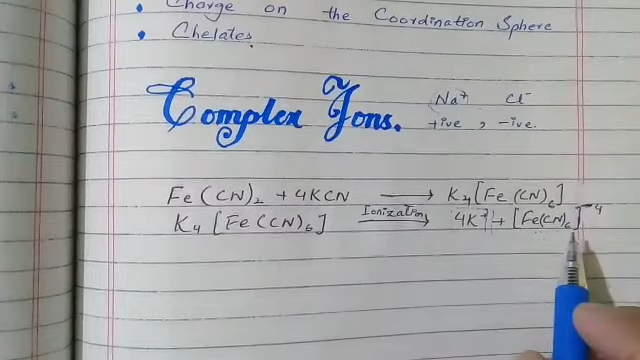 • Charge on the Coordination Sphere
• Chelates.
Complex Ions.
Na⁺ Cl⁻
+ive, -ive.
Fe(CN)₂ + 4KCN → K₄[Fe(CN)₆]
K₄[Fe(CN)₆] Ionization → 4K⁺ + [Fe(CN)₆]⁻⁴